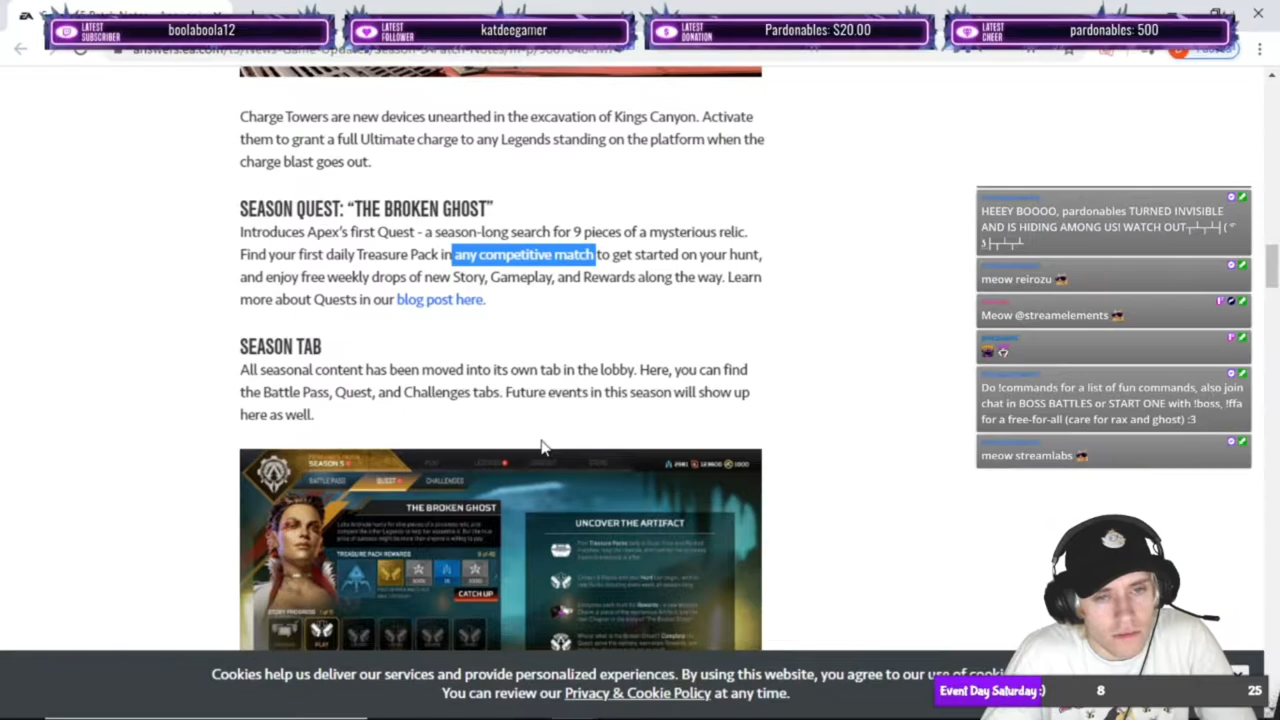 LATEST SUBSCRIBER boolaboola12
LATEST FOLLOWER katdeegamer
LATEST DONATION Pardonables: $20.00
LATEST CHEER pardonables: 500
Charge Towers are new devices unearthed in the excavation of Kings Canyon. Activate
them to grant a full Ultimate charge to any Legends standing on the platform when the
charge blast goes out.
SEASON QUEST: “THE BROKEN GHOST”
Introduces Apex’s first Quest - a season-long search for 9 pieces of a mysterious relic.
Find your first daily Treasure Pack in any competitive match to get started on your hunt,
and enjoy free weekly drops of new Story, Gameplay, and Rewards along the way. Learn
more about Quests in our blog post here.
SEASON TAB
All seasonal content has been moved into its own tab in the lobby. Here, you can find
the Battle Pass, Quest, and Challenges tabs. Future events in this season will show up
here as well.
SEASON 5
PLAY
BATTLE PASS QUEST CHALLENGES
THE BROKEN GHOST
TREASURE PACK REWARDS
CATCH UP
STORY PROGRESS
PLAY
UNCOVER THE ARTIFACT
HEEEY BOOOO, pardonables TURNED INVISIBLE
AND IS HIDING AMONG US! WATCH OUT
meow reirozu
Meow @streamelements
Do !commands for a list of fun commands, also join
chat in BOSS BATTLES or START ONE with !boss, !ffa
for a free-for-all (care for rax and ghost) :3
meow streamlabs
Cookies help us deliver our services and provide personalized experiences. By using this website, you agree to our use of
You can review our Privacy & Cookie Policy at any time.
Event Day Saturday :) 8 25